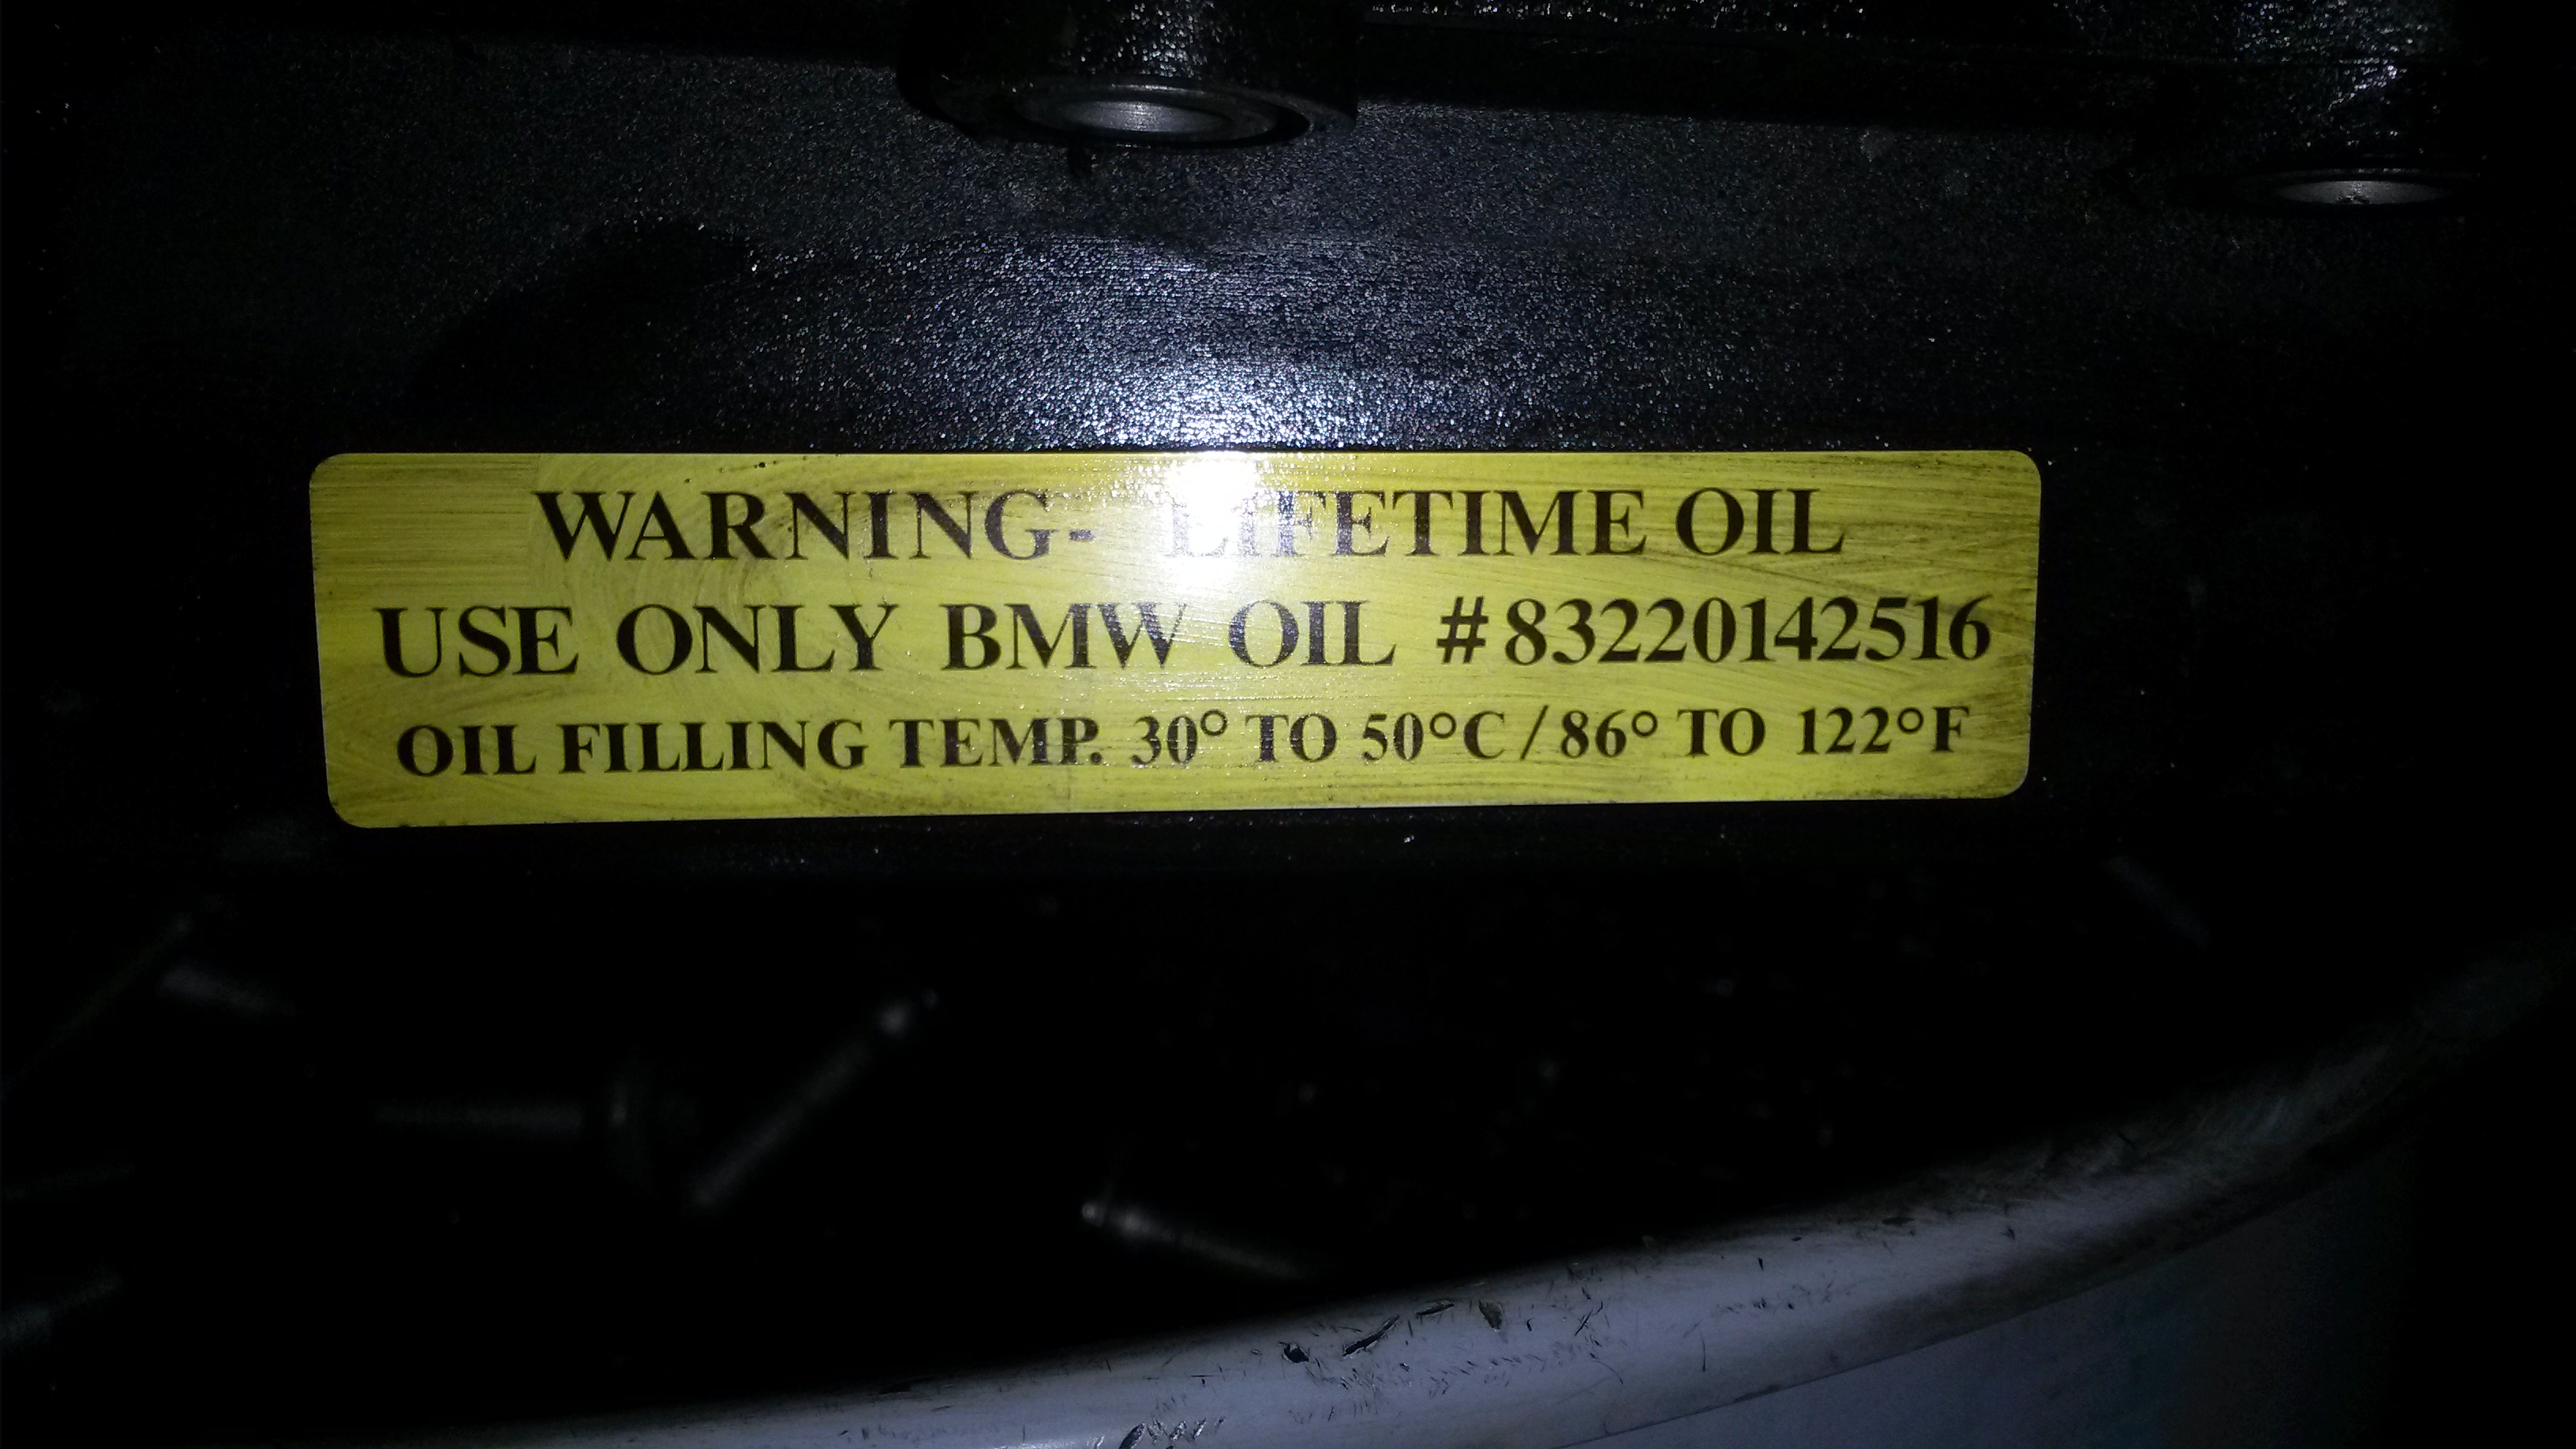 WARNING- LIFETIME OIL
USE ONLY BMW OIL #83220142516
OIL FILLING TEMP. 30° TO 50°C / 86° TO 122°F